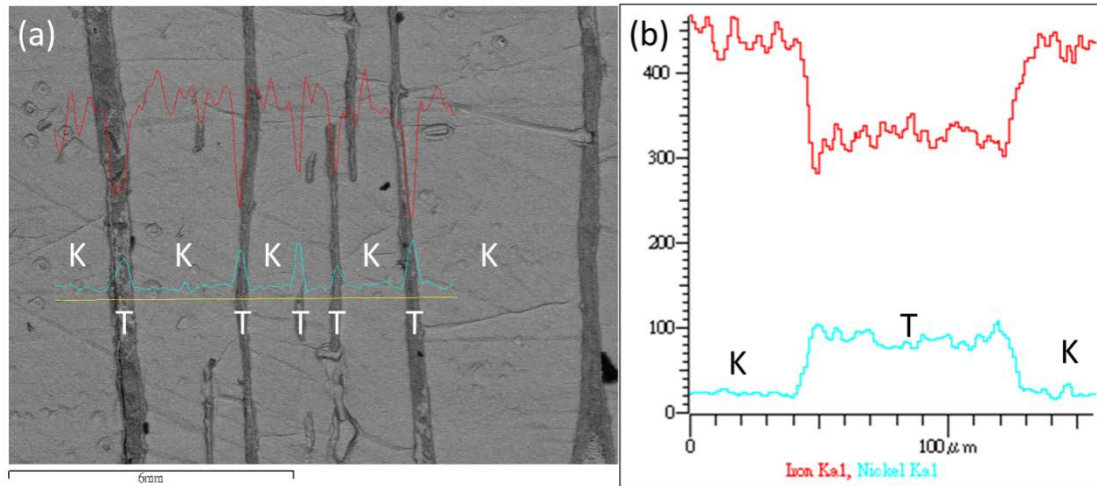 (a)
K K K K K
T T T T T
6mm
(b)
400
300
200
100
0
K T K
0 100μm
Iron Ka1, Nickel Ka1